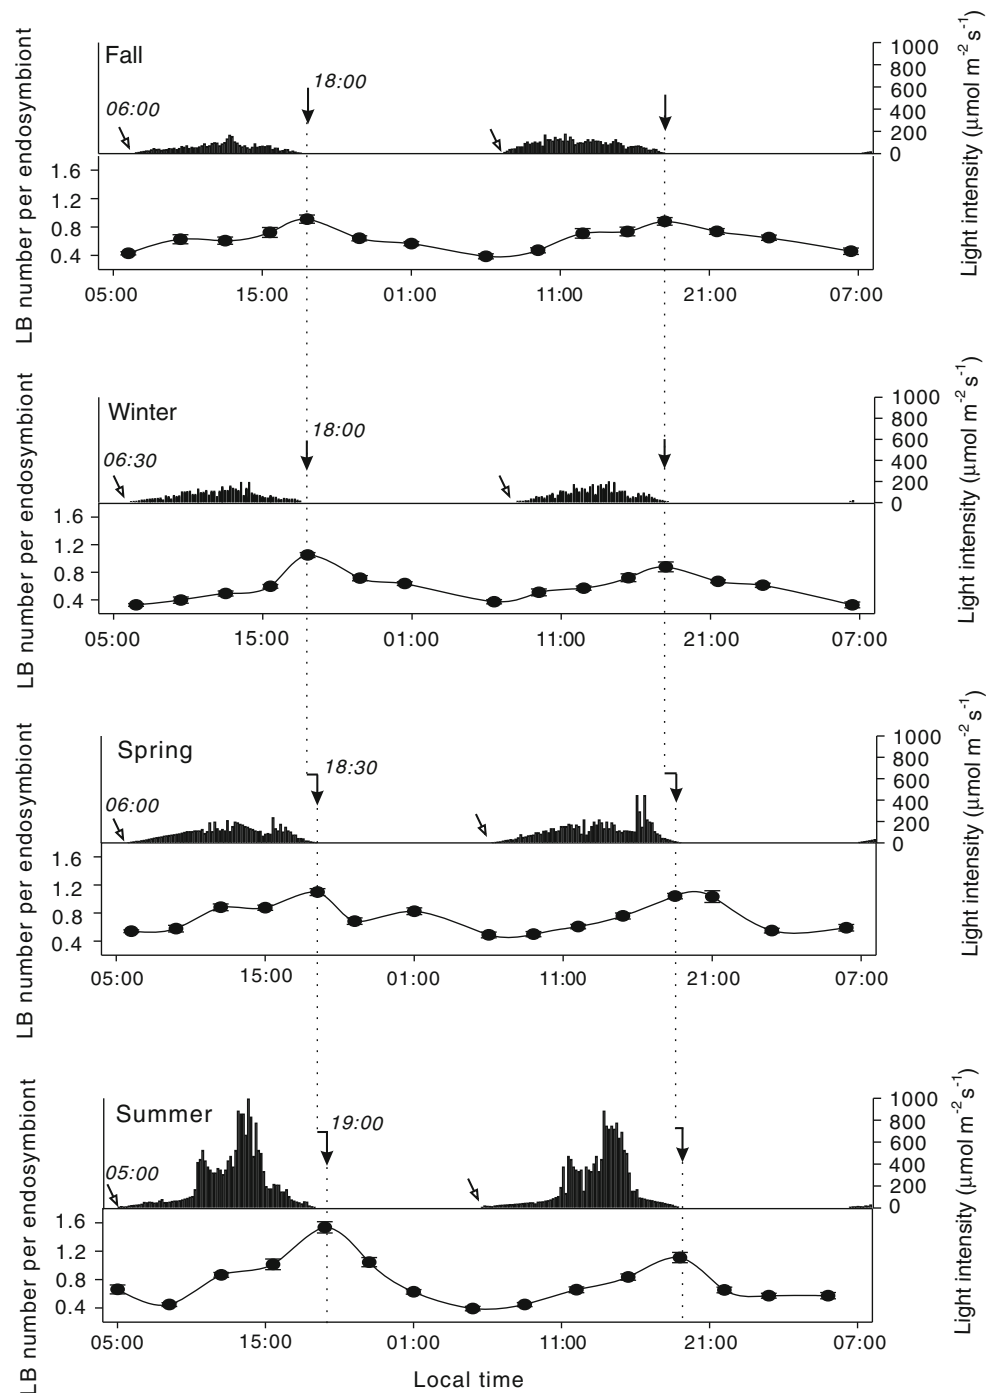 Fall
06:00
18:00
1000
800
600
400
200
0
Light intensity (μmol m-2 s-1)
LB number per endosymbiont
1.6
1.2
0.8
0.4
05:00 15:00 01:00 11:00 21:00 07:00
Winter
06:30
18:00
1000
800
600
400
200
0
Light intensity (μmol m-2 s-1)
LB number per endosymbiont
1.6
1.2
0.8
0.4
05:00 15:00 01:00 11:00 21:00 07:00
Spring
06:00
18:30
1000
800
600
400
200
0
Light intensity (μmol m-2 s-1)
LB number per endosymbiont
1.6
1.2
0.8
0.4
05:00 15:00 01:00 11:00 21:00 07:00
Summer
05:00
19:00
1000
800
600
400
200
0
Light intensity (μmol m-2 s-1)
LB number per endosymbiont
1.6
1.2
0.8
0.4
05:00 15:00 01:00 11:00 21:00 07:00
Local time